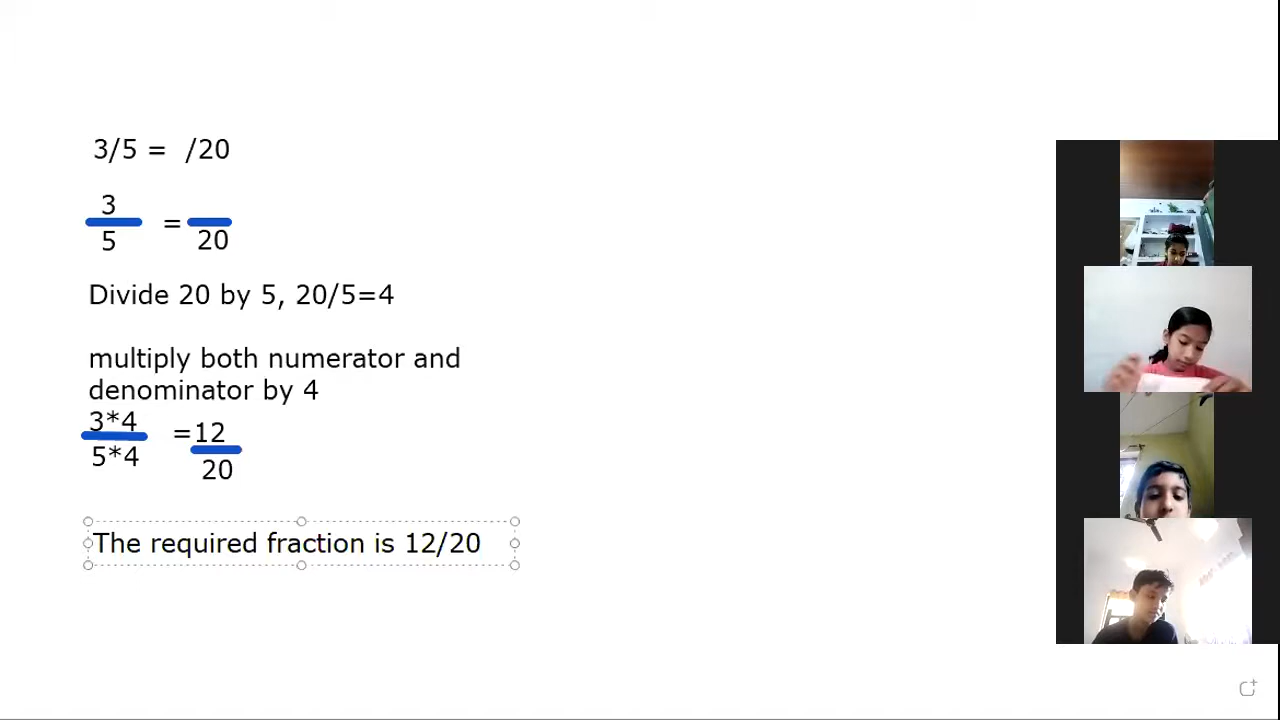 3/5 =  /20
3
=
5
20
Divide 20 by 5, 20/5=4
multiply both numerator and
denominator by 4
3*4
=12
5*4
20
The required fraction is 12/20